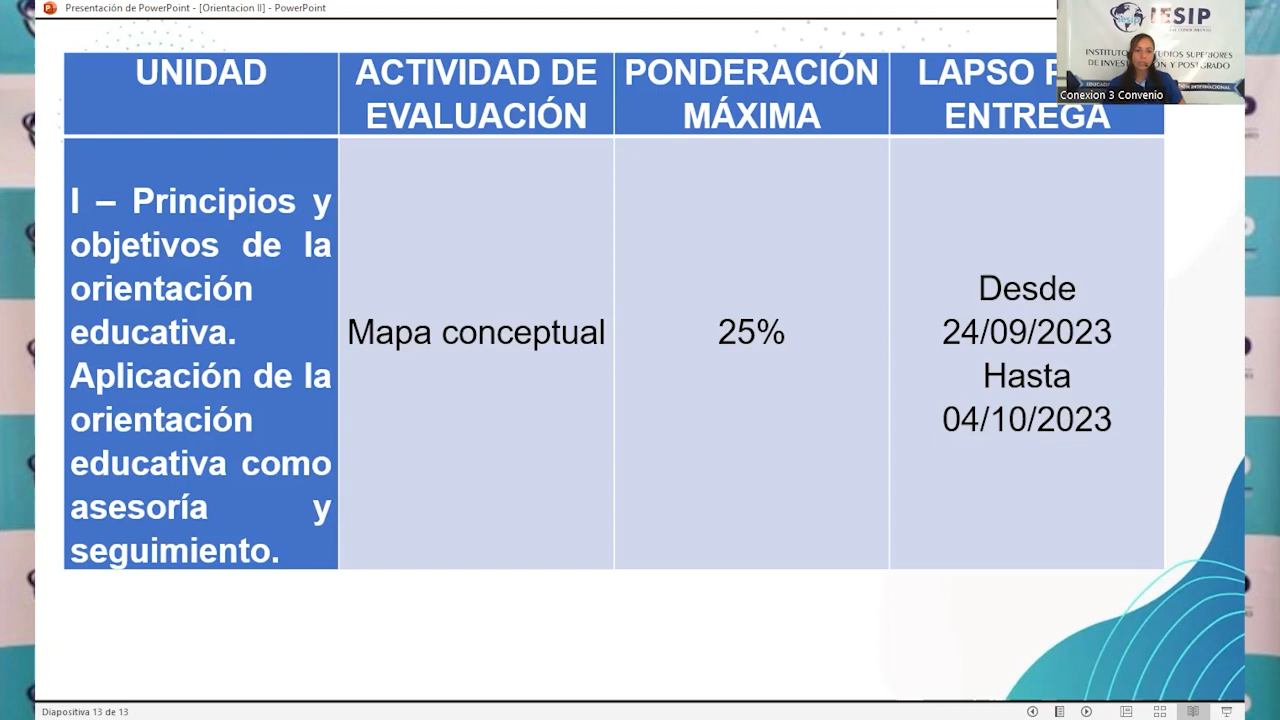 Presentación de PowerPoint - [Orientacion II] - PowerPoint
IESIP
INSTITUTO
ESTUDIOS SUPERIORES
DE
Y POSTGRADO
Conexion 3 Convenio
UNIDAD
ACTIVIDAD DE
EVALUACIÓN
PONDERACIÓN
MÁXIMA
LAPSO
ENTREGA
I – Principios y
objetivos de la
orientación
educativa.
Aplicación de la
orientación
educativa como
asesoría y
seguimiento.
Mapa conceptual
25%
Desde
24/09/2023
Hasta
04/10/2023
Diapositiva 13 de 13